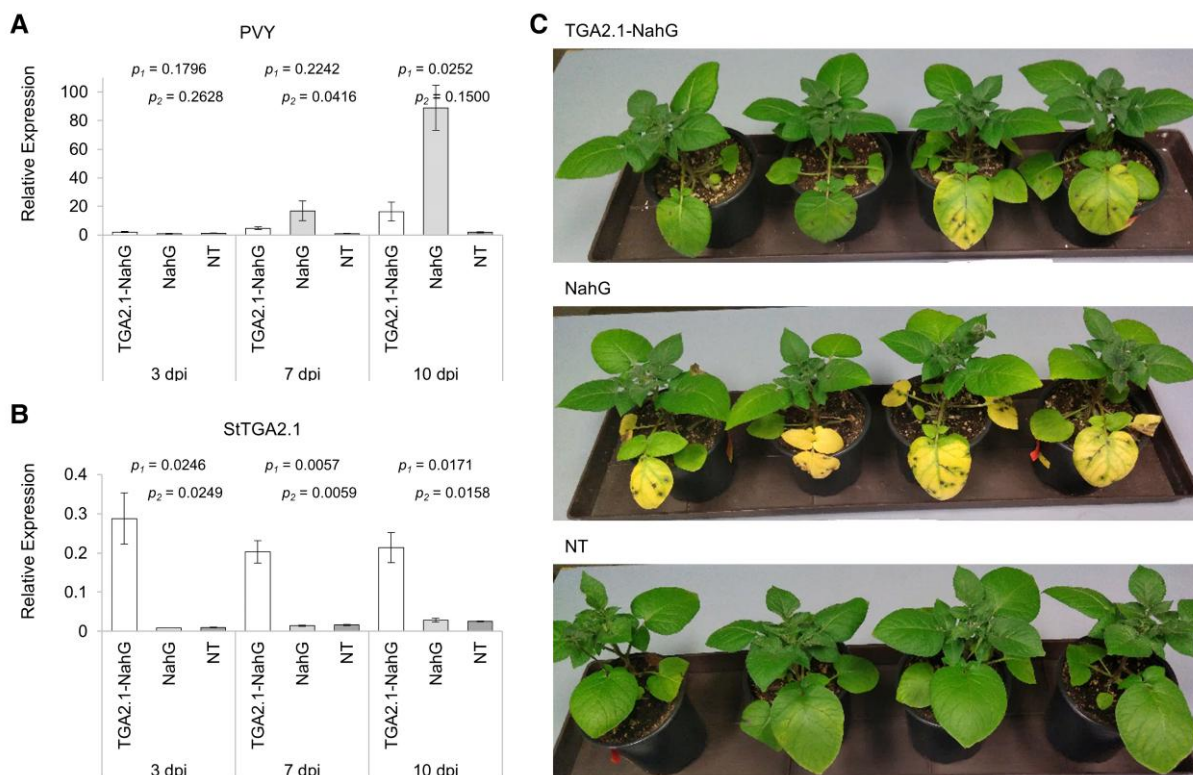 A
PVY
p1 = 0.1796
p2 = 0.2628
p1 = 0.2242
p2 = 0.0416
p1 = 0.0252
p2 = 0.1500
Relative Expression
100
80
60
40
20
0
TGA2.1-NahG
NahG
NT
TGA2.1-NahG
NahG
NT
TGA2.1-NahG
NahG
NT
3 dpi
7 dpi
10 dpi
B
StTGA2.1
p1 = 0.0246
p2 = 0.0249
p1 = 0.0057
p2 = 0.0059
p1 = 0.0171
p2 = 0.0158
Relative Expression
0.4
0.3
0.2
0.1
0
TGA2.1-NahG
NahG
NT
TGA2.1-NahG
NahG
NT
TGA2.1-NahG
NahG
NT
3 dpi
7 dpi
10 dpi
C
TGA2.1-NahG
NahG
NT